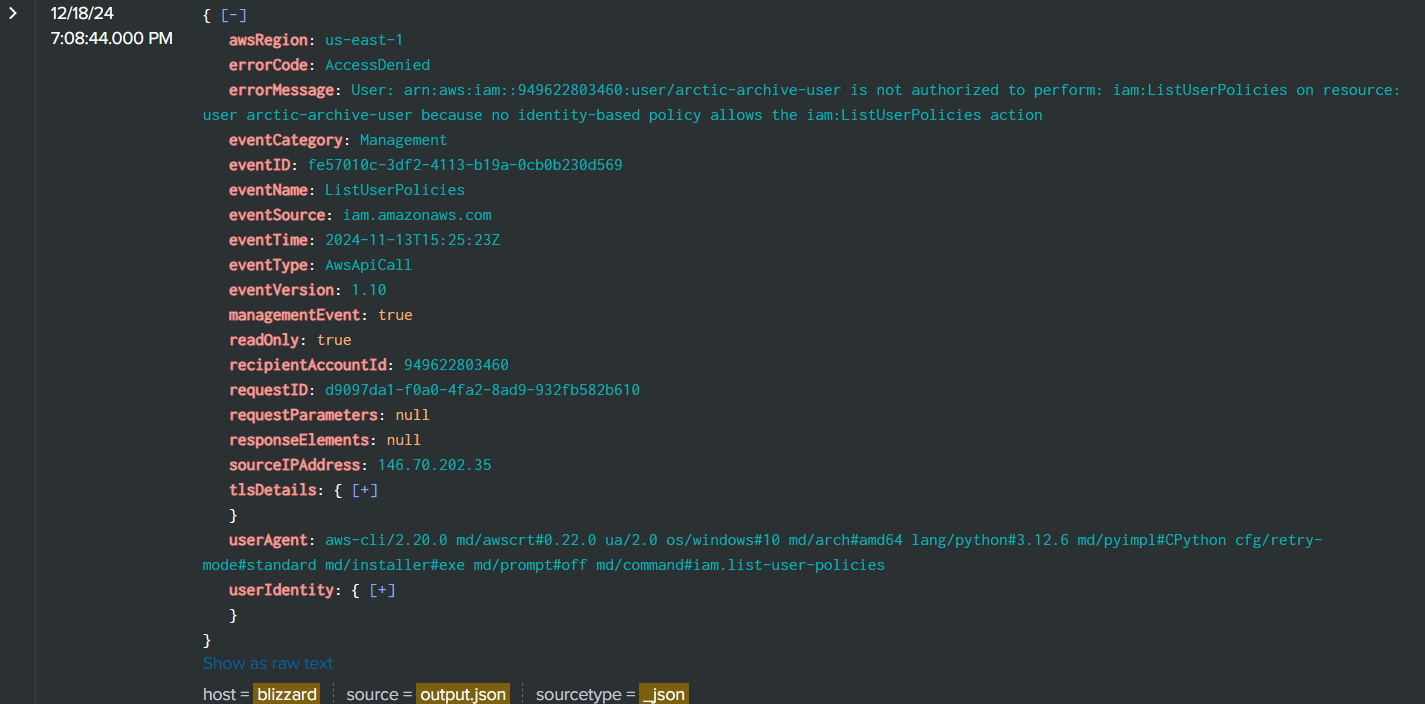 12/18/24
7:08:44.000 PM
{ [-]
awsRegion: us-east-1
errorCode: AccessDenied
errorMessage: User: arn:aws:iam::949622803460:user/arctic-archive-user is not authorized to perform: iam:ListUserPolicies on resource:
user arctic-archive-user because no identity-based policy allows the iam:ListUserPolicies action
eventCategory: Management
eventID: fe57010c-3df2-4113-b19a-0cb0b230d569
eventName: ListUserPolicies
eventSource: iam.amazonaws.com
eventTime: 2024-11-13T15:25:23Z
eventType: AwsApiCall
eventVersion: 1.10
managementEvent: true
readOnly: true
recipientAccountId: 949622803460
requestID: d9097da1-f0a0-4fa2-8ad9-932fb582b610
requestParameters: null
responseElements: null
sourceIPAddress: 146.70.202.35
tlsDetails: { [+]
}
userAgent: aws-cli/2.20.0 md/awscrt#0.22.0 ua/2.0 os/windows#10 md/arch#amd64 lang/python#3.12.6 md/pyimpl#CPython cfg/retry-
mode#standard md/installer#exe md/prompt#off md/command#iam.list-user-policies
userIdentity: { [+]
}
}
Show as raw text
host = blizzard source = output.json sourcetype = _json